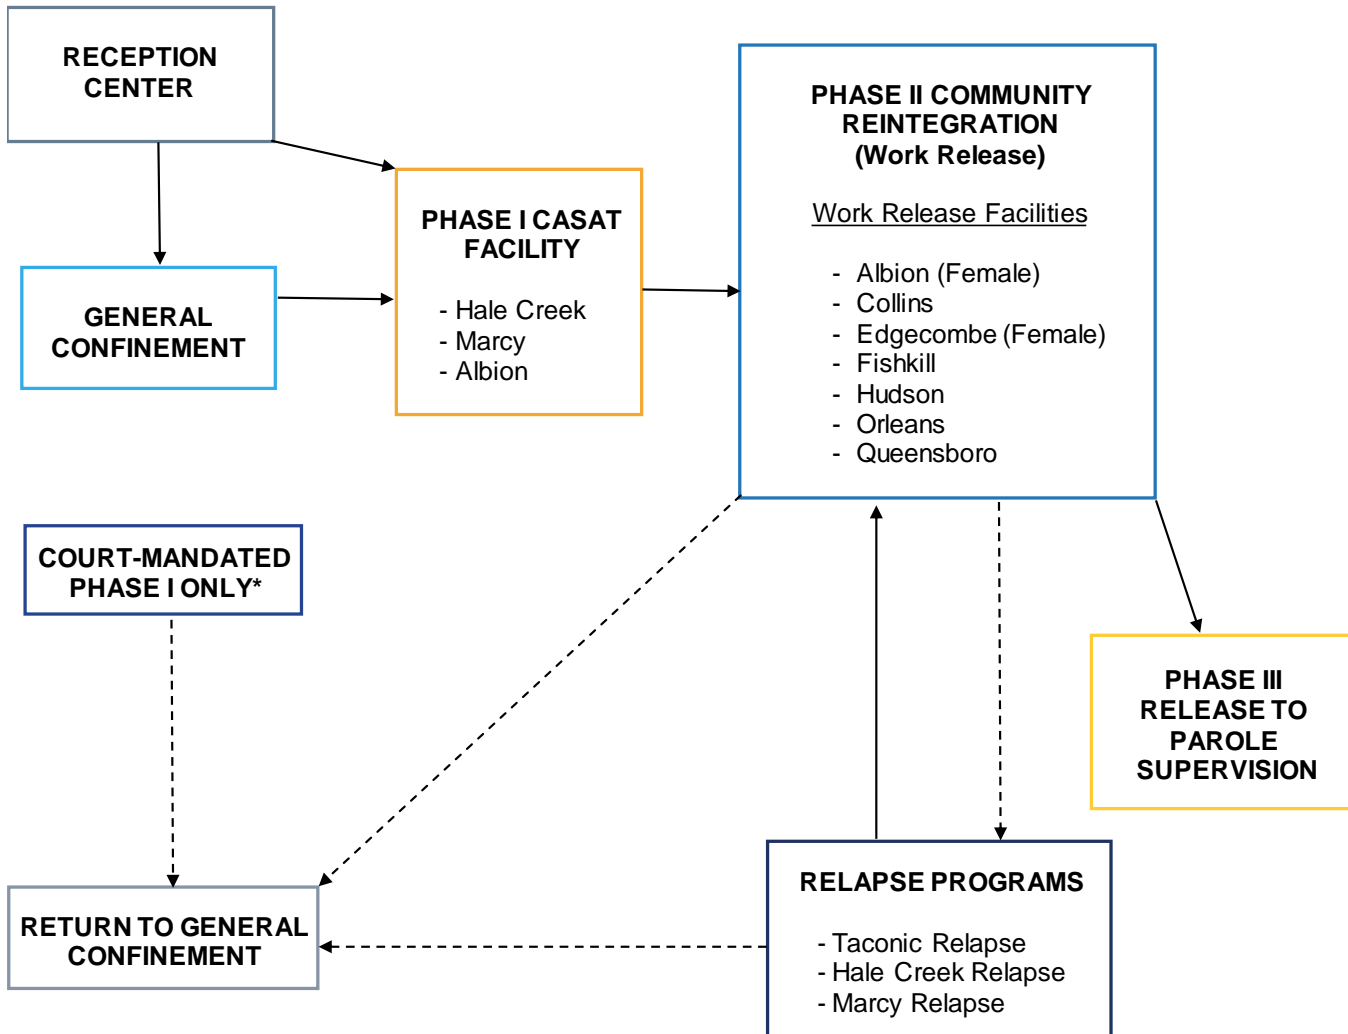 RECEPTION
CENTER
PHASE II COMMUNITY
REINTEGRATION
(Work Release)
Work Release Facilities
- Albion (Female)
- Collins
- Edgecombe (Female)
- Fishkill
- Hudson
- Orleans
- Queensboro
PHASE I CASAT
FACILITY
- Hale Creek
- Marcy
- Albion
GENERAL
CONFINEMENT
COURT-MANDATED
PHASE I ONLY*
PHASE III
RELEASE TO
PAROLE
SUPERVISION
RELAPSE PROGRAMS
- Taconic Relapse
- Hale Creek Relapse
- Marcy Relapse
RETURN TO GENERAL
CONFINEMENT